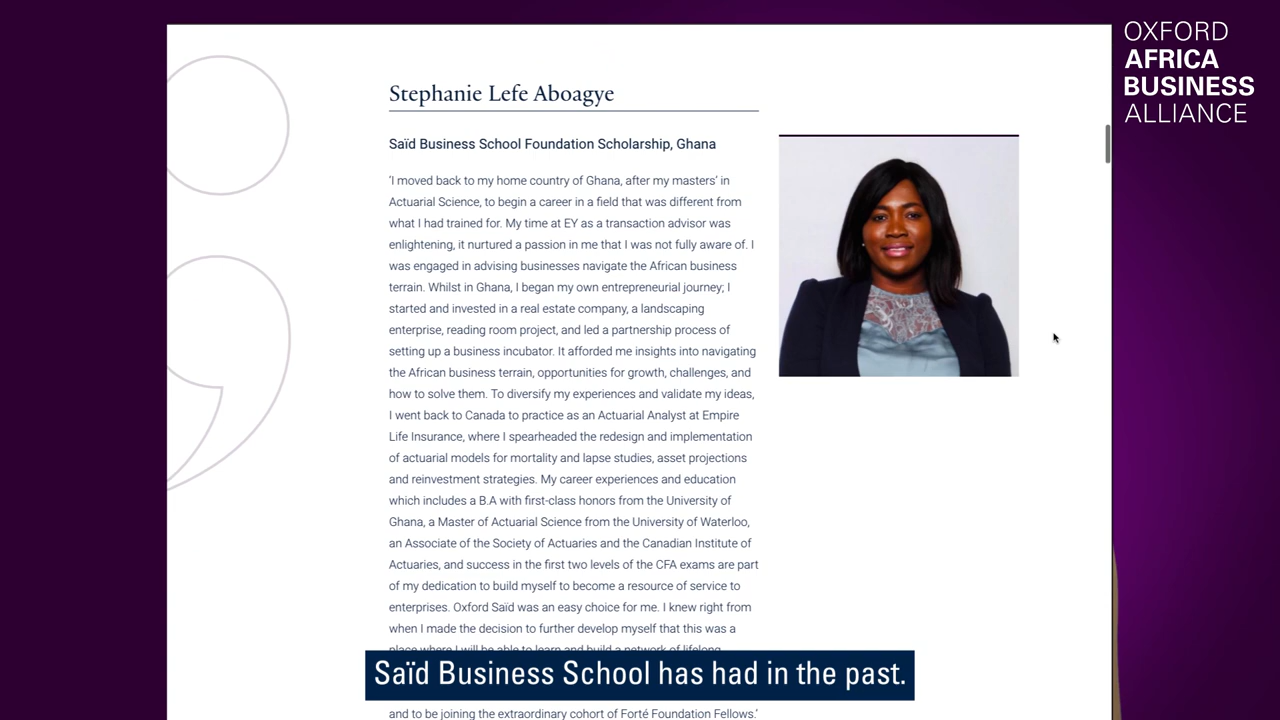 OXFORD
AFRICA
BUSINESS
ALLIANCE
Stephanie Lefe Aboagye
Saïd Business School Foundation Scholarship, Ghana
‘I moved back to my home country of Ghana, after my masters’ in
Actuarial Science, to begin a career in a field that was different from
what I had trained for. My time at EY as a transaction advisor was
enlightening, it nurtured a passion in me that I was not fully aware of. I
was engaged in advising businesses navigate the African business
terrain. Whilst in Ghana, I began my own entrepreneurial journey; I
started and invested in a real estate company, a landscaping
enterprise, reading room project, and led a partnership process of
setting up a business incubator. It afforded me insights into navigating
the African business terrain, opportunities for growth, challenges, and
how to solve them. To diversify my experiences and validate my ideas,
I went back to Canada to practice as an Actuarial Analyst at Empire
Life Insurance, where I spearheaded the redesign and implementation
of actuarial models for mortality and lapse studies, asset projections
and reinvestment strategies. My career experiences and education
which includes a B.A with first-class honors from the University of
Ghana, a Master of Actuarial Science from the University of Waterloo,
an Associate of the Society of Actuaries and the Canadian Institute of
Actuaries, and success in the first two levels of the CFA exams are part
of my dedication to build myself to become a resource of service to
enterprises. Oxford Saïd was an easy choice for me. I knew right from
when I made the decision to further develop myself that this was a
place where I will be able to learn and build a network of lifelong
Saïd Business School has had in the past.
and to be joining the extraordinary cohort of Forté Foundation Fellows.’